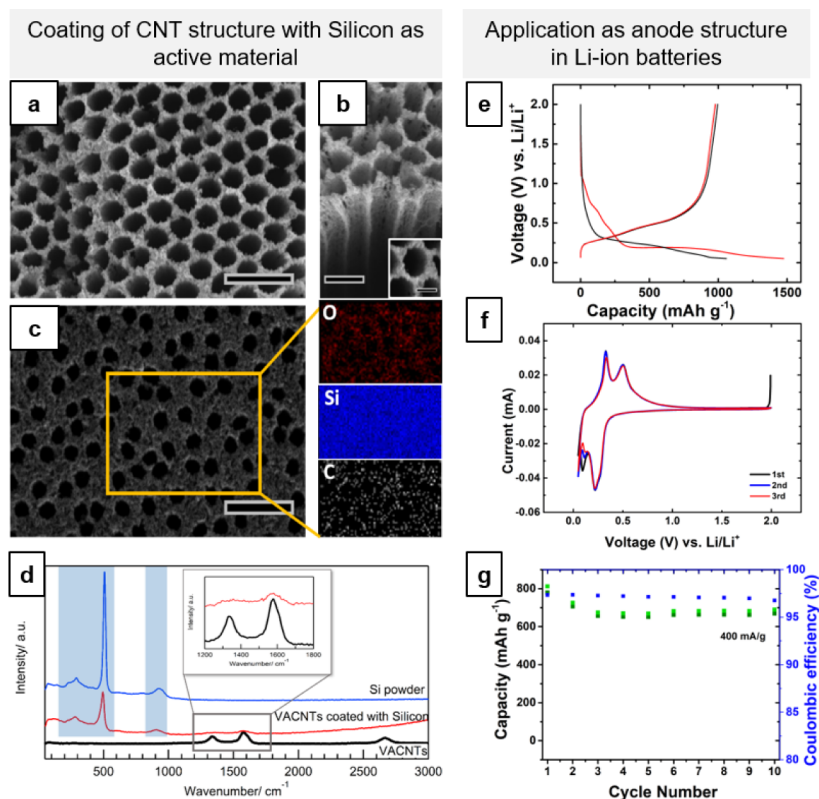 Coating of CNT structure with Silicon as
active material
Application as anode structure
in Li-ion batteries
a
b
c
O
Si
C
d
Intensity/ a.u.
Si powder
VACNTs coated with Silicon
VACNTs
500
1000
1500
2000
2500
3000
Wavenumber/ cm⁻¹
Intensity/ a.u.
1200
1400
1600
1800
Wavenumber/ cm⁻¹
e
Voltage (V) vs. Li/Li⁺
2.0
1.5
1.0
0.5
0.0
0
500
1000
1500
Capacity (mAh g⁻¹)
f
Current (mA)
0.04
0.02
0.00
-0.02
-0.04
-0.06
0.0
0.5
1.0
1.5
2.0
1st
2nd
3rd
Voltage (V) vs. Li/Li⁺
g
Capacity (mAh g⁻¹)
800
600
400
200
0
400 mA/g
100
95
90
85
80
Coulombic efficiency (%)
1 2 3 4 5 6 7 8 9 10
Cycle Number